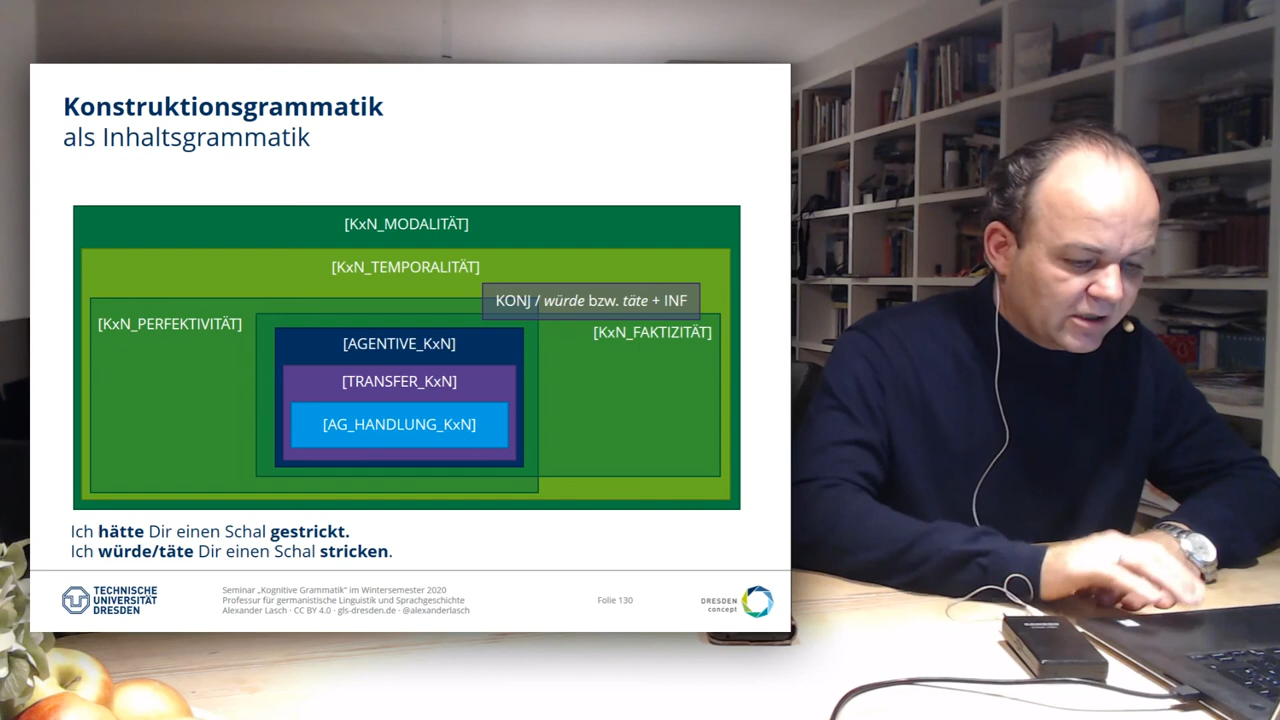 Konstruktionsgrammatik
als Inhaltsgrammatik
[KxN_MODALITÄT]
[KxN_TEMPORALITÄT]
KONJ / würde bzw. täte + INF
[KxN_PERFEKTIVITÄT]
[KxN_FAKTIZITÄT]
[AGENTIVE_KxN]
[TRANSFER_KxN]
[AG_HANDLUNG_KxN]
Ich hätte Dir einen Schal gestrickt.
Ich würde/täte Dir einen Schal stricken.
TECHNISCHE
UNIVERSITÄT
DRESDEN
Seminar „Kognitive Grammatik" im Wintersemester 2020
Professur für germanistische Linguistik und Sprachgeschichte
Alexander Lasch · CC BY 4.0 · gls-dresden.de · @alexanderlasch
Folie 130
DRESDEN
concept